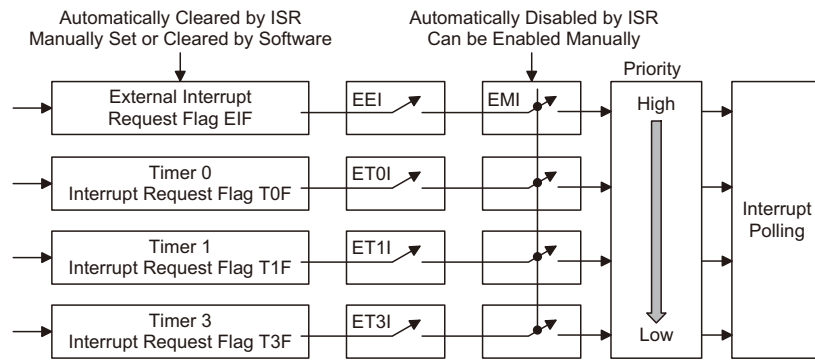 Automatically Cleared by ISR
Manually Set or Cleared by Software
Automatically Disabled by ISR
Can be Enabled Manually
Priority
External Interrupt
Request Flag EIF
EEI
EMI
High
Timer 0
Interrupt Request Flag T0F
ET0I
Interrupt
Polling
Timer 1
Interrupt Request Flag T1F
ET1I
Timer 3
Interrupt Request Flag T3F
ET3I
Low